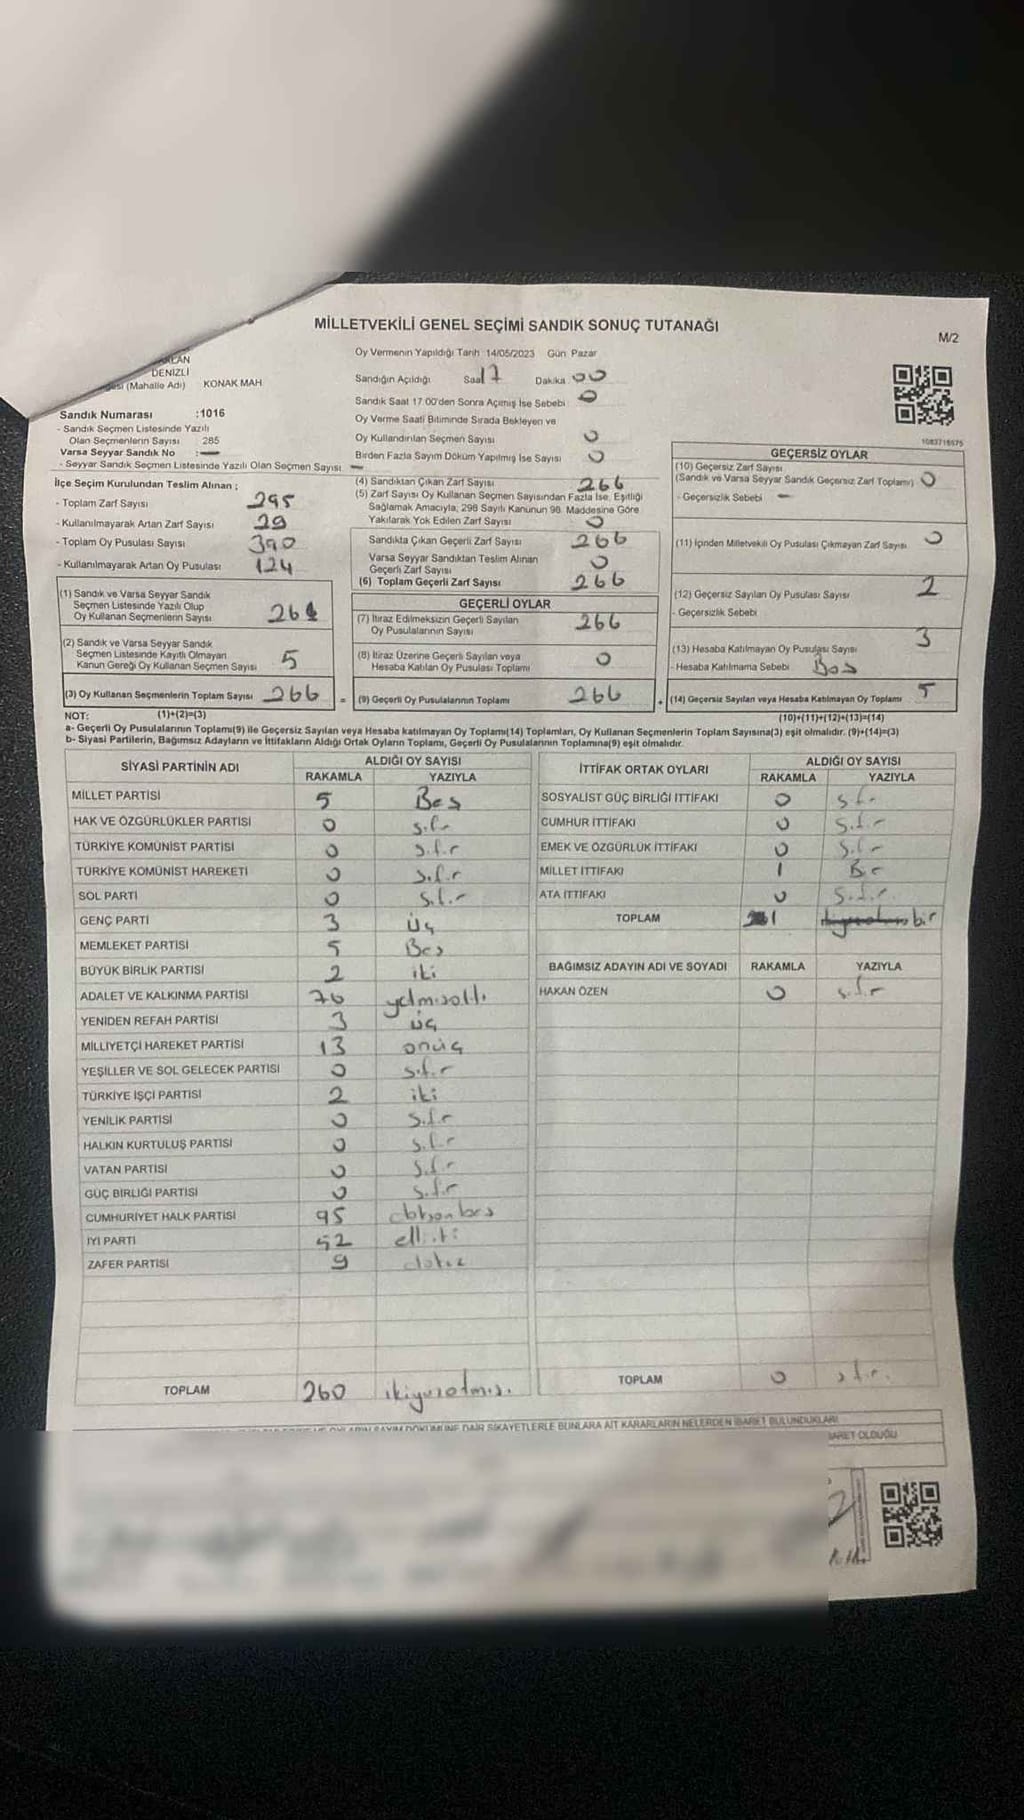 MİLLETVEKİLİ GENEL SEÇİMİ SANDIK SONUÇ TUTANAĞI
M/2
DENİZLİ
(Mahalle Adı) KONAK MAH
Sandık Numarası :1016
- Sandık Seçmen Listesinde Yazılı
Olan Seçmenlerin Sayısı 285
Varsa Seyyar Sandık No : —
- Seyyar Sandık Seçmen Listesinde Yazılı Olan Seçmen Sayısı —
Oy Vermenin Yapıldığı Tarih 14/05/2023 Gün Pazar
Sandığın Açıldığı Saat 17 Dakika 00
Sandık Saat 17 00'den Sonra Açılmış İse Sebebi 0
Oy Verme Saati Bitiminde Sırada Bekleyen ve
Oy Kullandırılan Seçmen Sayısı 0
Birden Fazla Sayım Döküm Yapılmış İse Sayısı 0
1083718575
İlçe Seçim Kurulundan Teslim Alınan ;
- Toplam Zarf Sayısı 295
- Kullanılmayarak Artan Zarf Sayısı 29
- Toplam Oy Pusulası Sayısı 390
- Kullanılmayarak Artan Oy Pusulası 124
(1) Sandık ve Varsa Seyyar Sandık
Seçmen Listesinde Yazılı Olup
Oy Kullanan Seçmenlerin Sayısı 261
(2) Sandık ve Varsa Seyyar Sandık
Seçmen Listesinde Kayıtlı Olmayan
Kanun Gereği Oy Kullanan Seçmen Sayısı 5
(3) Oy Kullanan Seçmenlerin Toplam Sayısı 266 =
(4) Sandıktan Çıkan Zarf Sayısı 266
(5) Zarf Sayısı Oy Kullanan Seçmen Sayısından Fazla İse, Eşitliği
Sağlamak Amacıyla, 298 Sayılı Kanunun 98. Maddesine Göre
Yakılarak Yok Edilen Zarf Sayısı 0
Sandıkta Çıkan Geçerli Zarf Sayısı 266
Varsa Seyyar Sandıktan Teslim Alınan
Geçerli Zarf Sayısı 0
(6) Toplam Geçerli Zarf Sayısı 266
GEÇERLİ OYLAR
(7) İtiraz Edilmeksizin Geçerli Sayılan
Oy Pusulalarının Sayısı 266
(8) İtiraz Üzerine Geçerli Sayılan veya
Hesaba Katılan Oy Pusulası Toplamı 0
(9) Geçerli Oy Pusulalarının Toplamı 266 +
GEÇERSİZ OYLAR
(10) Geçersiz Zarf Sayısı
(Sandık ve Varsa Seyyar Sandık Geçersiz Zarf Toplamı) 0
- Geçersizlik Sebebi —
(11) İçinden Milletvekili Oy Pusulası Çıkmayan Zarf Sayısı 0
(12) Geçersiz Sayılan Oy Pusulası Sayısı 2
- Geçersizlik Sebebi
(13) Hesaba Katılmayan Oy Pusulası Sayısı 3
- Hesaba Katılmama Sebebi Boş
(14) Geçersiz Sayılan veya Hesaba Katılmayan Oy Toplamı 5
NOT: (1)+(2)=(3)
(10)+(11)+(12)+(13)=(14)
a- Geçerli Oy Pusulalarının Toplamı(9) ile Geçersiz Sayılan veya Hesaba katılmayan Oy Toplamı(14) Toplamları, Oy Kullanan Seçmenlerin Toplam Sayısına(3) eşit olmalıdır. (9)+(14)=(3)
b- Siyasi Partilerin, Bağımsız Adayların ve İttifakların Aldığı Ortak Oyların Toplamı, Geçerli Oy Pusulalarının Toplamına(9) eşit olmalıdır.
SİYASİ PARTİNİN ADI ALDIĞI OY SAYISI
RAKAMLA YAZIYLA
MİLLET PARTİSİ 5 Beş
HAK VE ÖZGÜRLÜKLER PARTİSİ 0 sıfır
TÜRKİYE KOMÜNİST PARTİSİ 0 sıfır
TÜRKİYE KOMÜNİST HAREKETİ 0 sıfır
SOL PARTİ 0 sıfır
GENÇ PARTİ 3 üç
MEMLEKET PARTİSİ 5 Beş
BÜYÜK BİRLİK PARTİSİ 2 iki
ADALET VE KALKINMA PARTİSİ 76 yetmişaltı
YENİDEN REFAH PARTİSİ 3 üç
MİLLİYETÇİ HAREKET PARTİSİ 13 onüç
YEŞİLLER VE SOL GELECEK PARTİSİ 0 sıfır
TÜRKİYE İŞÇİ PARTİSİ 2 iki
YENİLİK PARTİSİ 0 sıfır
HALKIN KURTULUŞ PARTİSİ 0 sıfır
VATAN PARTİSİ 0 sıfır
GÜÇ BİRLİĞİ PARTİSİ 0 sıfır
CUMHURİYET HALK PARTİSİ 95 doksanbeş
İYİ PARTİ 52 elliiki
ZAFER PARTİSİ 9 dokuz
TOPLAM 260 ikiyüzatmış
İTTİFAK ORTAK OYLARI ALDIĞI OY SAYISI
RAKAMLA YAZIYLA
SOSYALİST GÜÇ BİRLİĞİ İTTİFAKI 0 sıfır
CUMHUR İTTİFAKI 0 sıfır
EMEK VE ÖZGÜRLÜK İTTİFAKI 0 sıfır
MİLLET İTTİFAKI 1 Bir
ATA İTTİFAKI 0 sıfır
TOPLAM 1 bir
BAĞIMSIZ ADAYIN ADI VE SOYADI RAKAMLA YAZIYLA
HAKAN ÖZEN 0 sıfır
TOPLAM 0 sıfır
OYLARIN SAYIM DÖKÜMÜNE DAİR ŞİKAYETLERLE BUNLARA AİT KARARLARIN NELERDEN İBARET BULUNDUKLARI
İBARET OLDUĞU